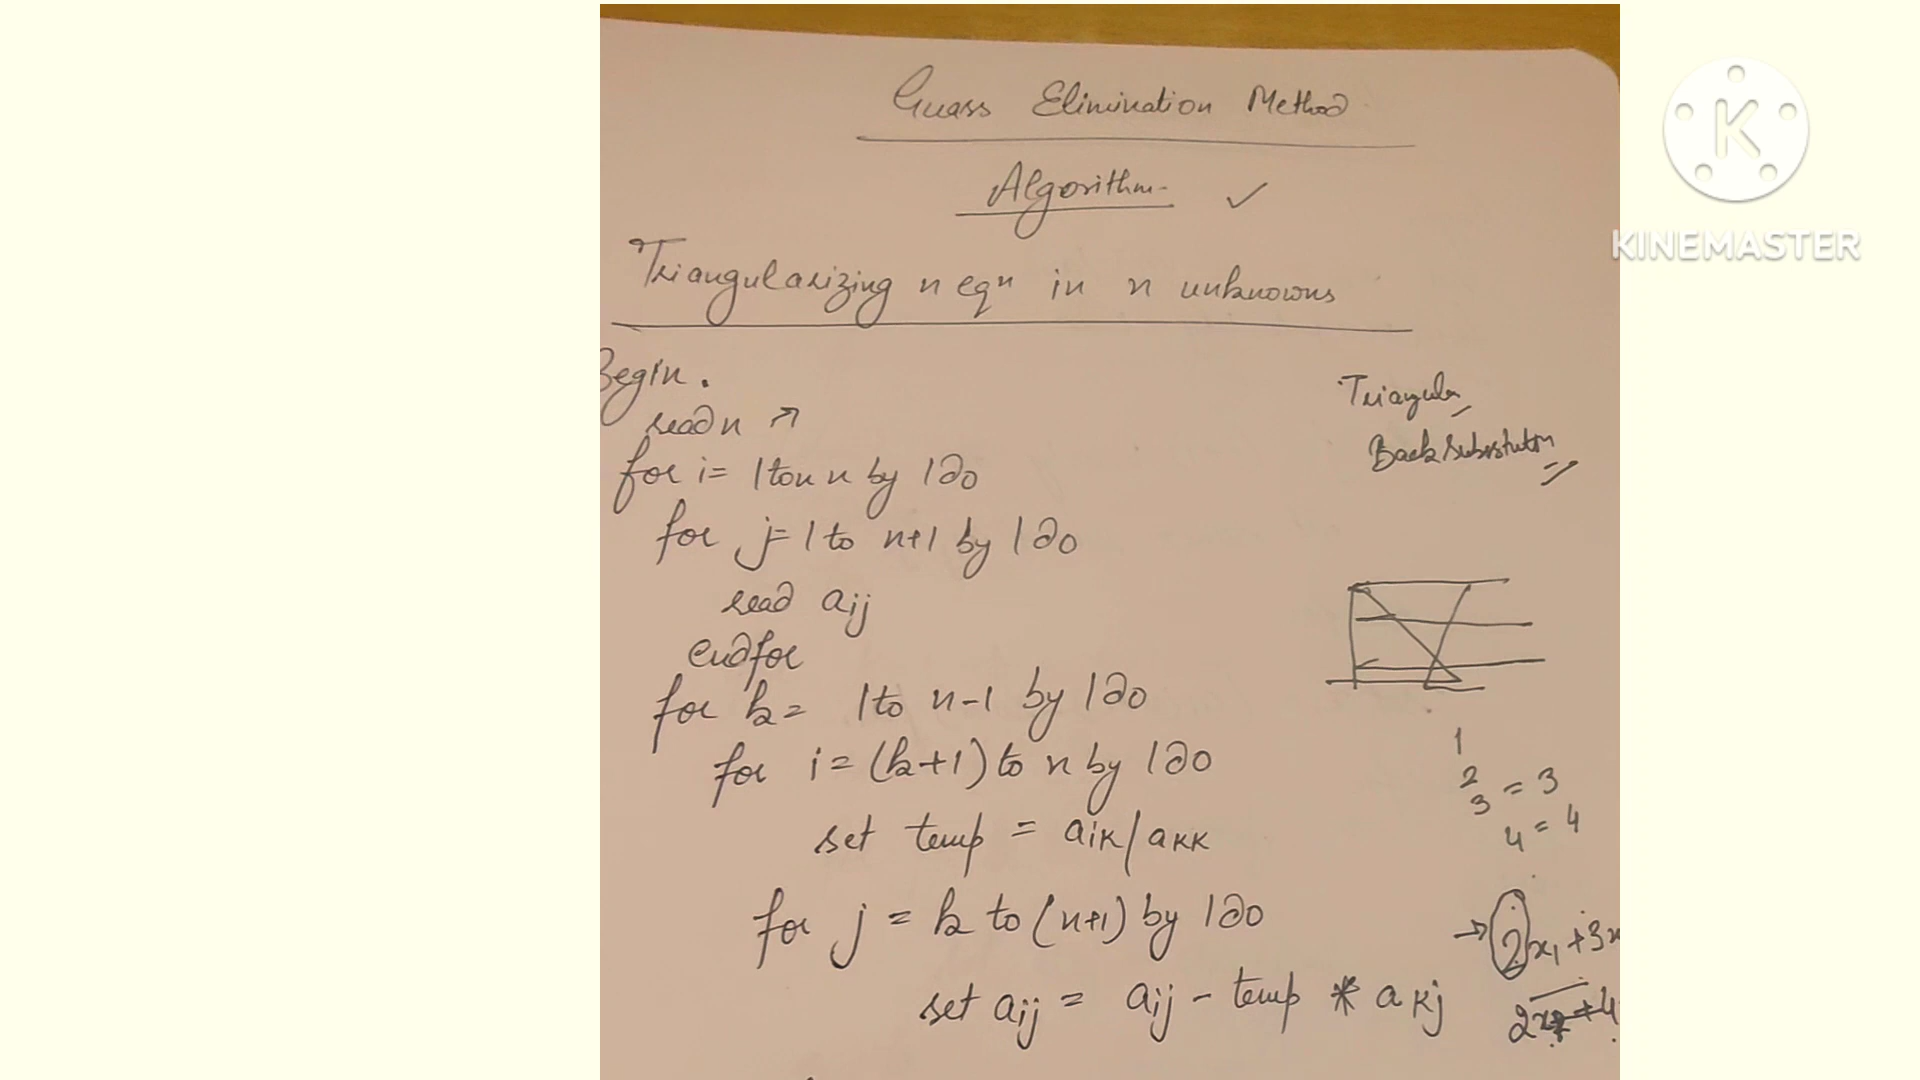 Guass Elimination Method
Algorithm
KINEMASTER
Triangularizing n eqn in n unknowns
Begin.
read n
for i = 1 to n by 1 do
for j = 1 to n+1 by 1 do
read aij
endfor
for k = 1 to n-1 by 1 do
for i = (k+1) to n by 1 do
set temp = aik/akk
for j = k to (n+1) by 1 do
set aij = aij - temp * akj
Triangular
Back
1
2
3 = 3
4 = 4
2x1 + 3x